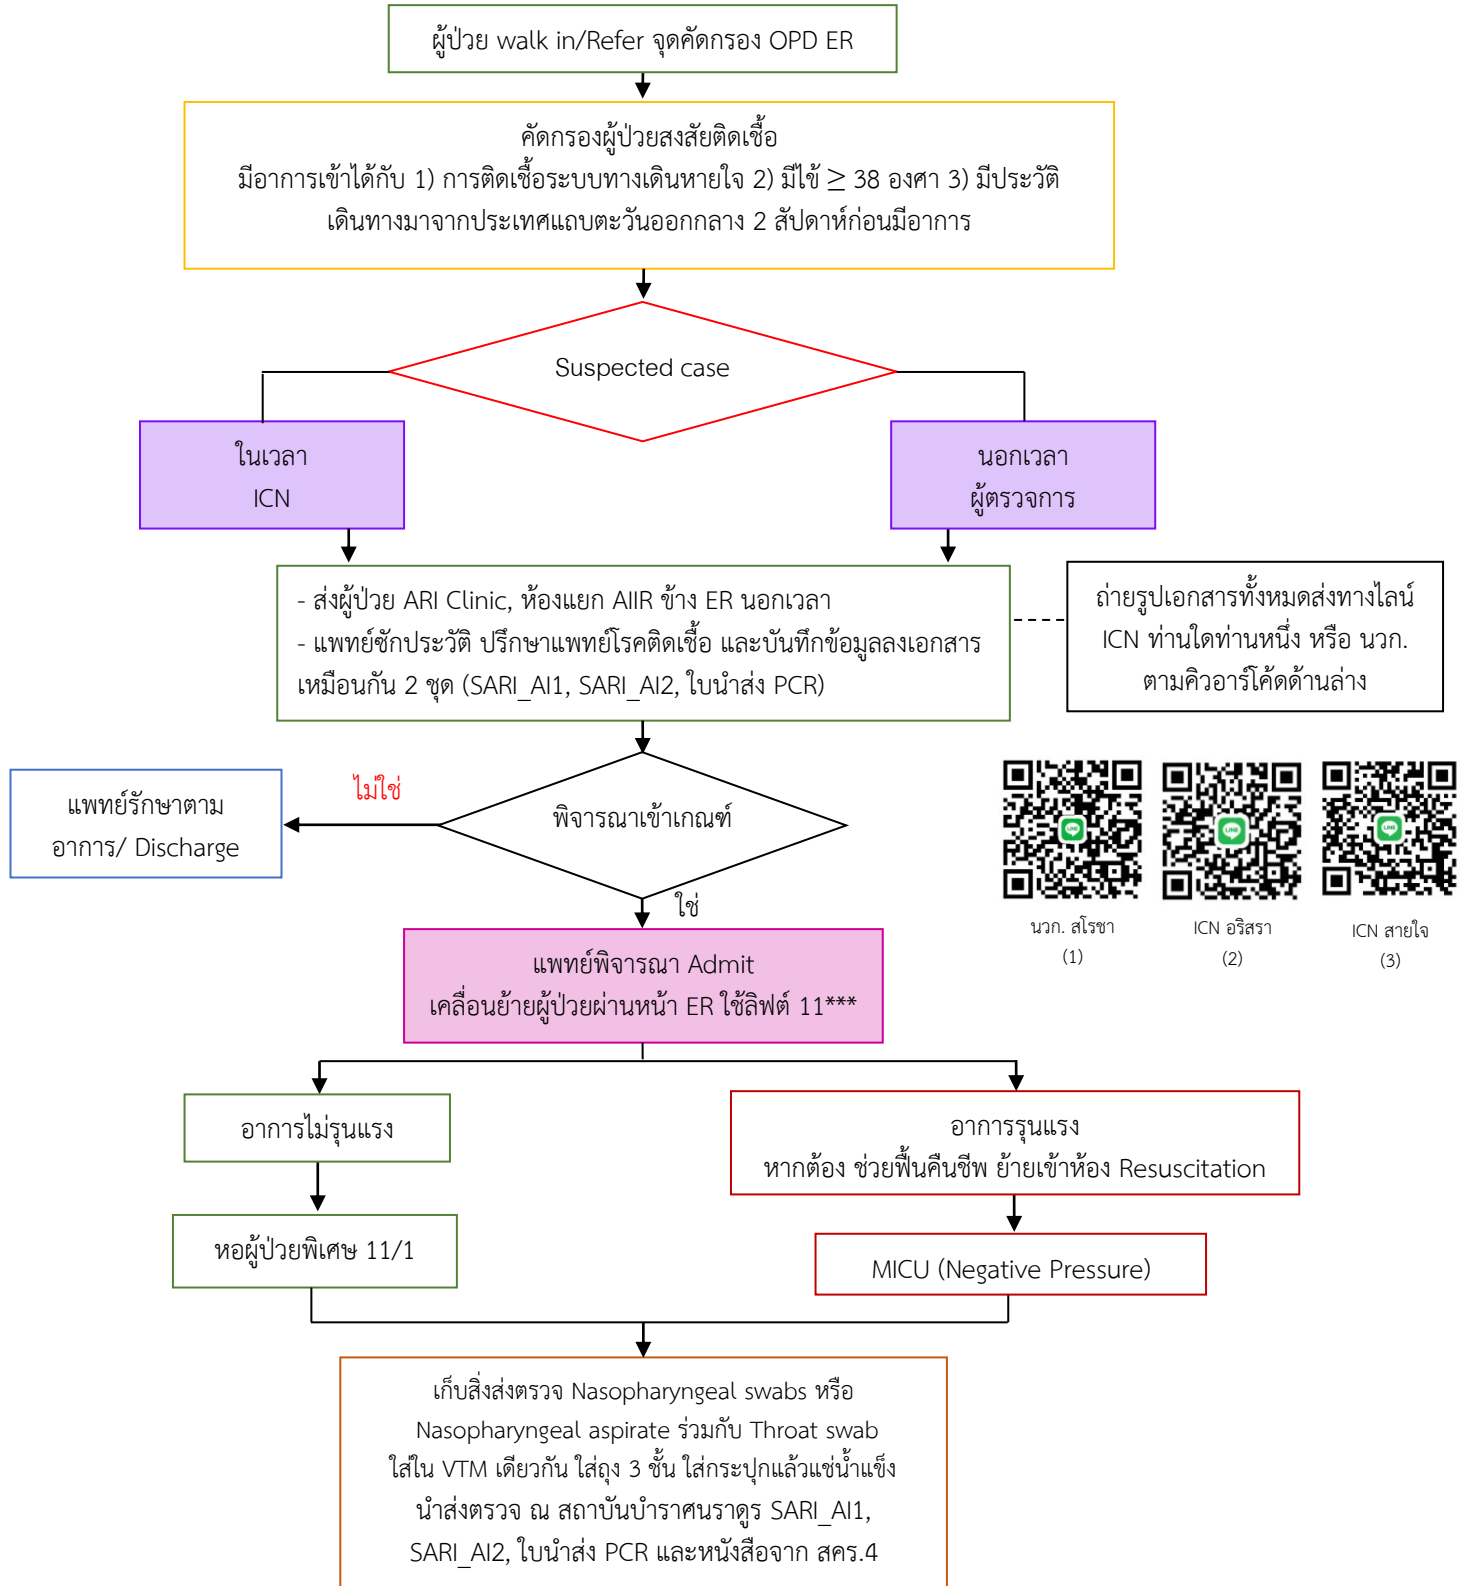 ผู้ป่วย walk in/Refer จุดคัดกรอง OPD ER
คัดกรองผู้ป่วยสงสัยติดเชื้อ
มีอาการเข้าได้กับ 1) การติดเชื้อระบบทางเดินหายใจ 2) มีไข้ ≥ 38 องศา 3) มีประวัติ
เดินทางมาจากประเทศแถบตะวันออกกลาง 2 สัปดาห์ก่อนมีอาการ
Suspected case
ในเวลา
ICN
นอกเวลา
ผู้ตรวจการ
- ส่งผู้ป่วย ARI Clinic, ห้องแยก AIIR ข้าง ER นอกเวลา
- แพทย์ซักประวัติ ปรึกษาแพทย์โรคติดเชื้อ และบันทึกข้อมูลลงเอกสาร
เหมือนกัน 2 ชุด (SARI_AI1, SARI_AI2, ใบนำส่ง PCR)
ถ่ายรูปเอกสารทั้งหมดส่งทางไลน์
ICN ท่านใดท่านหนึ่ง หรือ นวก.
ตามคิวอาร์โค้ดด้านล่าง
ไม่ใช่
แพทย์รักษาตาม
อาการ/ Discharge
พิจารณาเข้าเกณฑ์
LINE
LINE
LINE
ใช่
นวก. สโรชา
(1)
ICN อริสรา
(2)
ICN สายใจ
(3)
แพทย์พิจารณา Admit
เคลื่อนย้ายผู้ป่วยผ่านหน้า ER ใช้ลิฟต์ 11***
อาการไม่รุนแรง
อาการรุนแรง
หากต้อง ช่วยฟื้นคืนชีพ ย้ายเข้าห้อง Resuscitation
หอผู้ป่วยพิเศษ 11/1
MICU (Negative Pressure)
เก็บสิ่งส่งตรวจ Nasopharyngeal swabs หรือ
Nasopharyngeal aspirate ร่วมกับ Throat swab
ใส่ใน VTM เดียวกัน ใส่ถุง 3 ชั้น ใส่กระปุกแล้วแช่น้ำแข็ง
นำส่งตรวจ ณ สถาบันบำราศนราดูร SARI_AI1,
SARI_AI2, ใบนำส่ง PCR และหนังสือจาก สคร.4